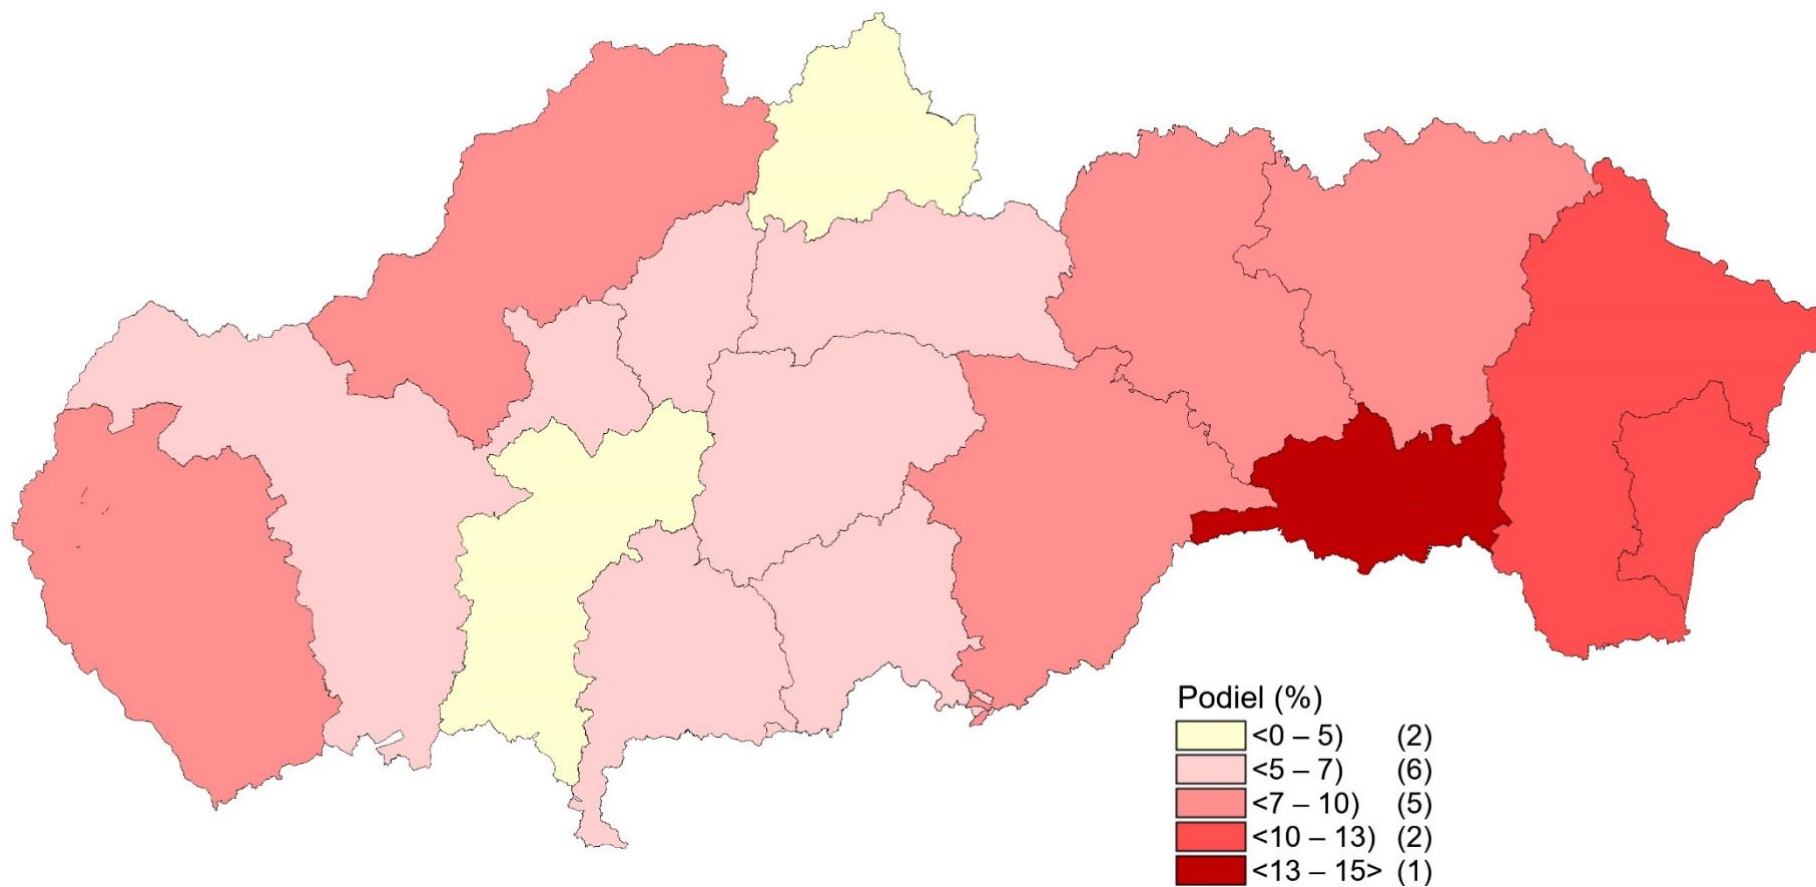 Podiel (%)
<0 – 5) (2)
<5 – 7) (6)
<7 – 10) (5)
<10 – 13) (2)
<13 – 15> (1)